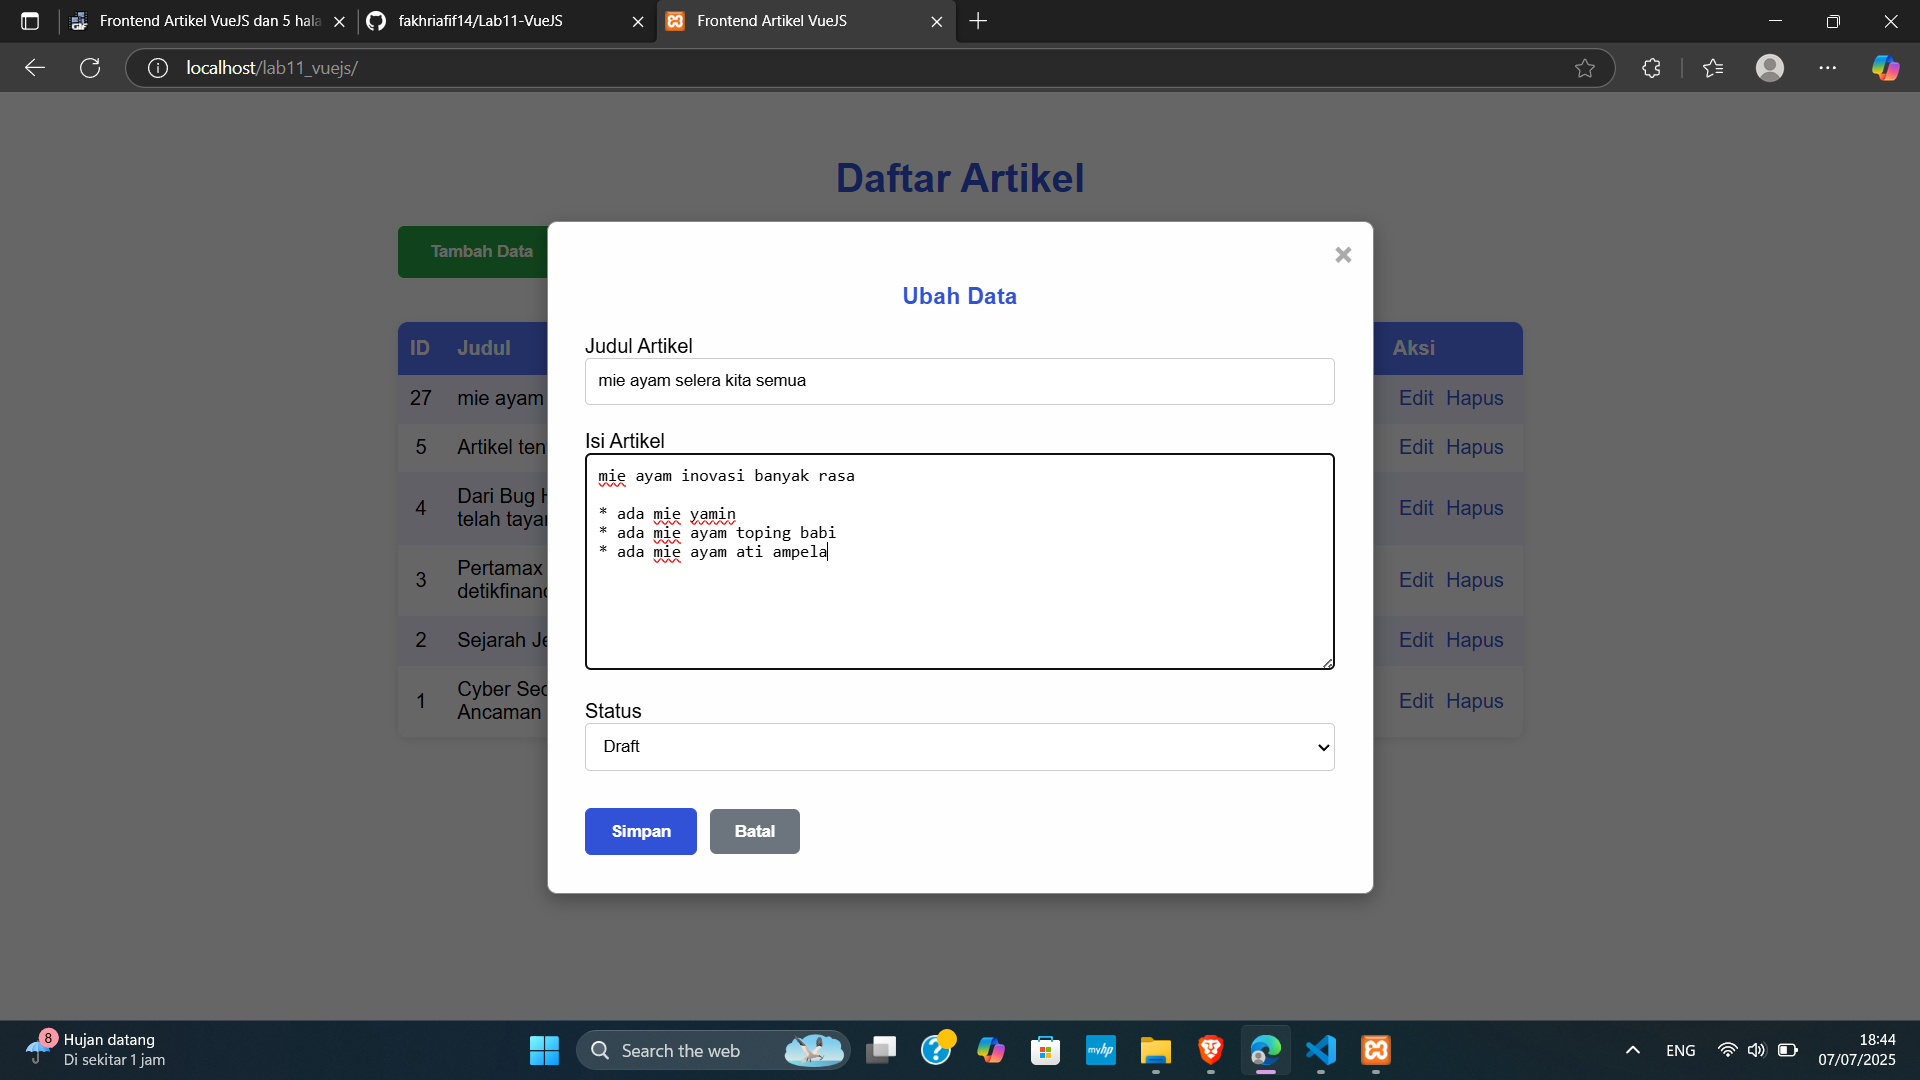 Frontend Artikel VueJS dan 5 hala
fakhriafif14/Lab11-VueJS
Frontend Artikel VueJS
localhost/lab11_vuejs/
Daftar Artikel
Tambah Data
Ubah Data
Judul Artikel
mie ayam selera kita semua
Isi Artikel
mie ayam inovasi banyak rasa
* ada mie yamin
* ada mie ayam toping babi
* ada mie ayam ati ampela
Status
Draft
Simpan
Batal
ID Judul Aksi
27 mie ayam Edit Hapus
5 Artikel ten Edit Hapus
4 Dari Bug H
telah tayan Edit Hapus
3 Pertamax
detikfinanc Edit Hapus
2 Sejarah Je Edit Hapus
1 Cyber Sec
Ancaman Edit Hapus
8
Hujan datang
Di sekitar 1 jam
Search the web
myhp
ENG
18:44
07/07/2025